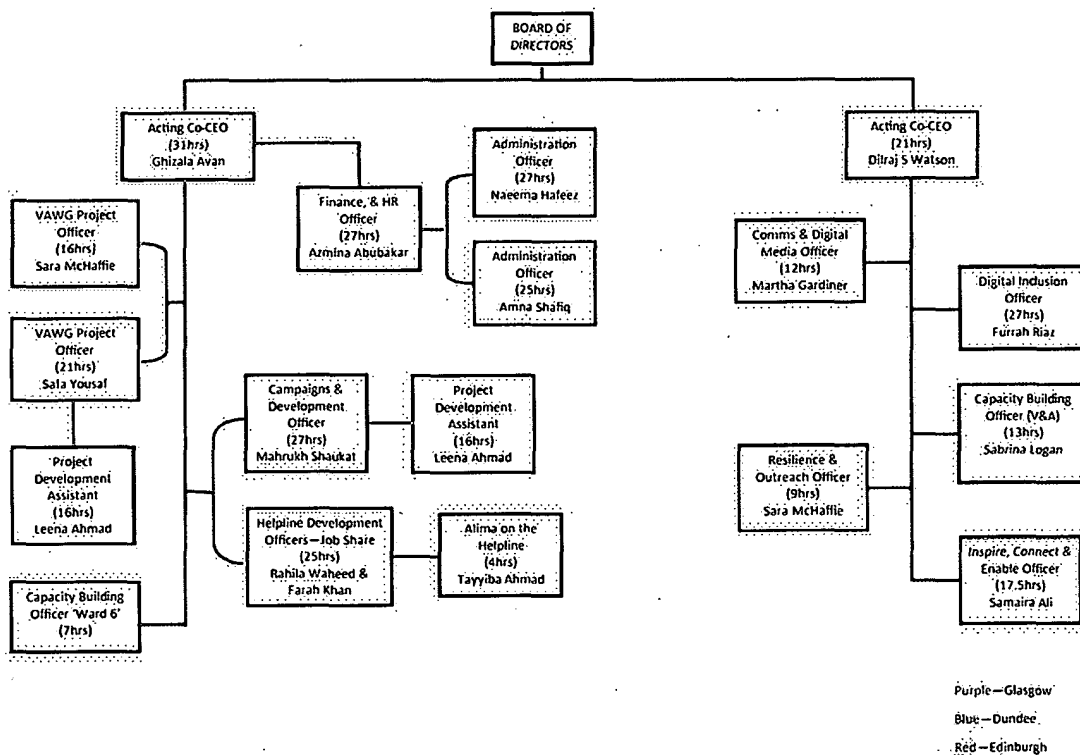 BOARD OF
DIRECTORS
Acting Co-CEO
(31hrs)
Ghizala Avan
Acting Co-CEO
(21hrs)
Dilraj S Watson
Administration
Officer
(27hrs)
Naeema Hafeez
Finance, & HR
Officer
(27hrs)
Azmina Abubakar
Administration
Officer
(25hrs)
Amna Shafiq
VAWG Project
Officer
(16hrs)
Sara McHaffie
VAWG Project
Officer
(21hrs)
Sala Yousaf
Project
Development
Assistant
(16hrs)
Leena Ahmad
Capacity Building
Officer 'Ward 6'
(7hrs)
Campaigns &
Development
Officer
(27hrs)
Mahrukh Shaukat
Project
Development
Assistant
(16hrs)
Leena Ahmad
Helpline Development
Officers—Job Share
(25hrs)
Rahila Waheed &
Farah Khan
Alima on the
Helpline
(4hrs)
Tayyiba Ahmad
Comms & Digital
Media Officer
(12hrs)
Martha Gardiner
Digital Inclusion
Officer
(27hrs)
Furrah Riaz
Capacity Building
Officer (V&A)
(13hrs)
Sabrina Logan
Resilience &
Outreach Officer
(9hrs)
Sara McHaffie
Inspire, Connect &
Enable Officer
(17.5hrs)
Samaira Ali
Purple—Glasgow
Blue—Dundee
Red—Edinburgh